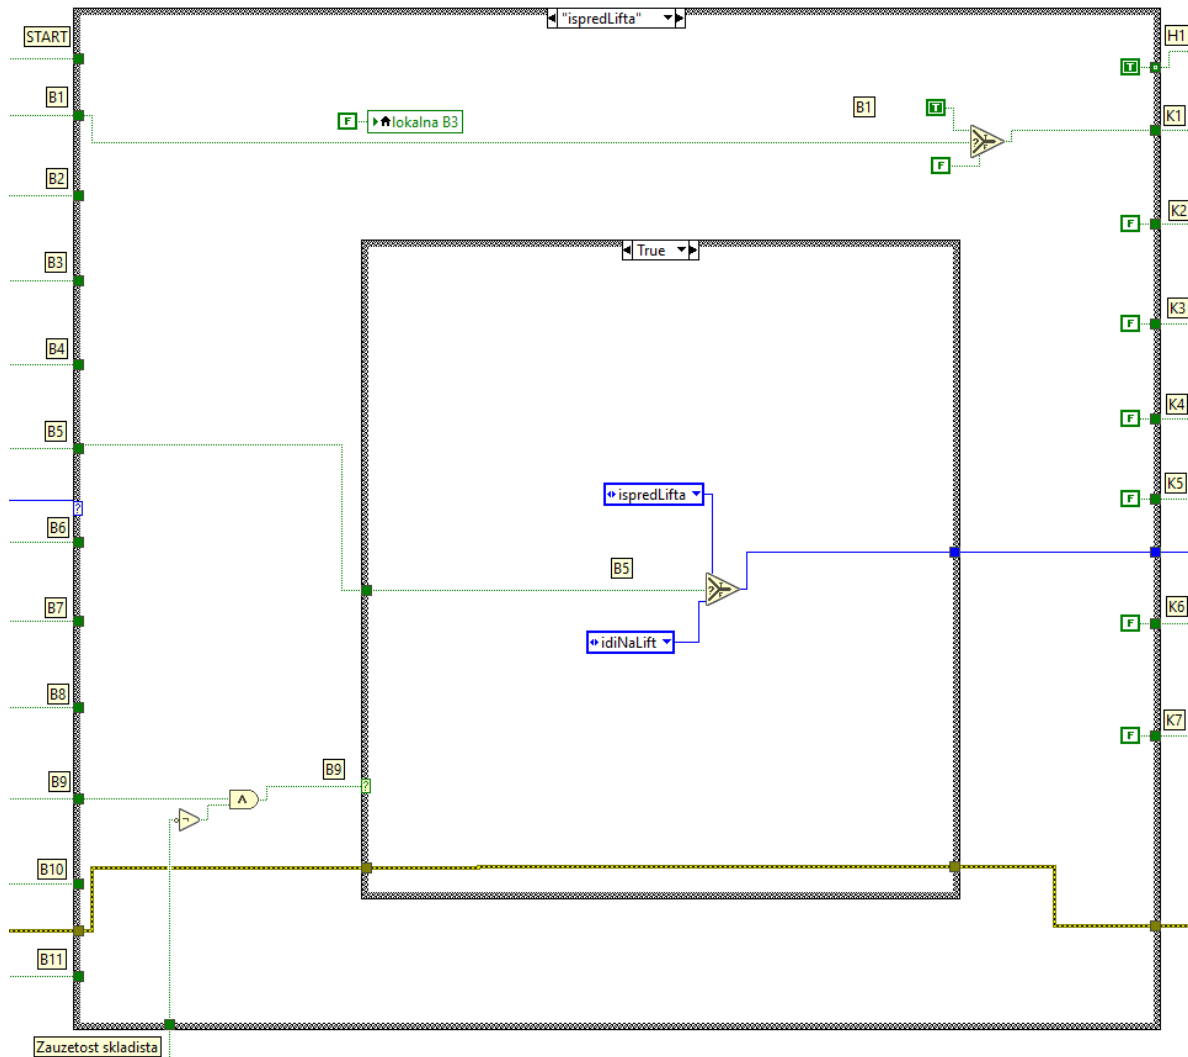 "ispredLifta"
START
H1
T
B1
F
lokalna B3
B1
T
K1
F
B2
K2
F
True
B3
K3
F
B4
K4
F
B5
K5
ispredLifta
F
?
B6
B5
?
T
F
K6
B7
F
idiNaLift
B8
K7
F
B9
B9
?
B10
B11
Zauzetost skladista